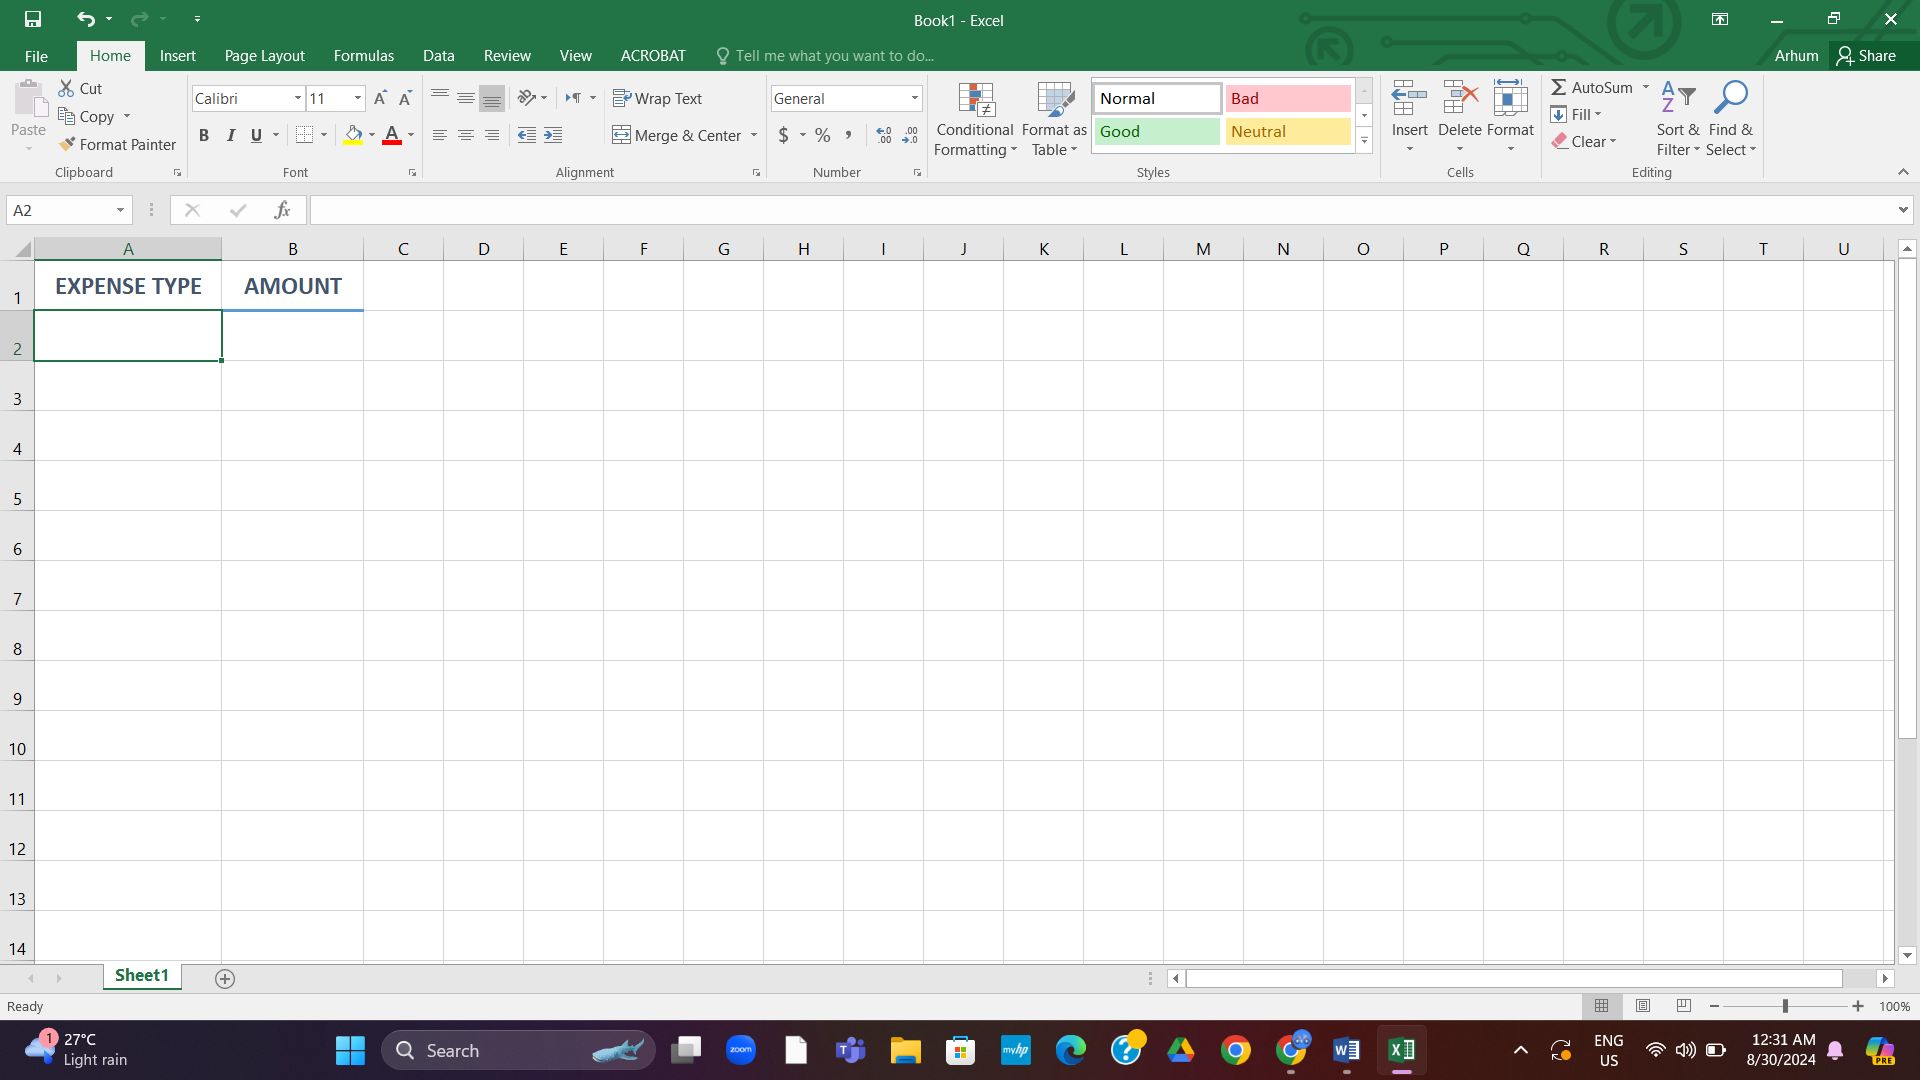 Book1 - Excel
File Home Insert Page Layout Formulas Data Review View ACROBAT Tell me what you want to do... Arhum Share
Paste
Cut
Copy
Format Painter
Clipboard
Calibri 11
B I U
Font
Wrap Text
Merge & Center
Alignment
General
$ % ,
Number
Conditional Formatting
Format as Table
Normal Bad
Good Neutral
Styles
Insert Delete Format
Cells
AutoSum
Fill
Clear
Sort & Filter
Find & Select
Editing
A2
fx
A B C D E F G H I J K L M N O P Q R S T U
1 EXPENSE TYPE AMOUNT
2
3
4
5
6
7
8
9
10
11
12
13
14
Sheet1
Ready
100%
1
27°C
Light rain
Search
zoom
myhp
ENG
US
12:31 AM
8/30/2024
PRE